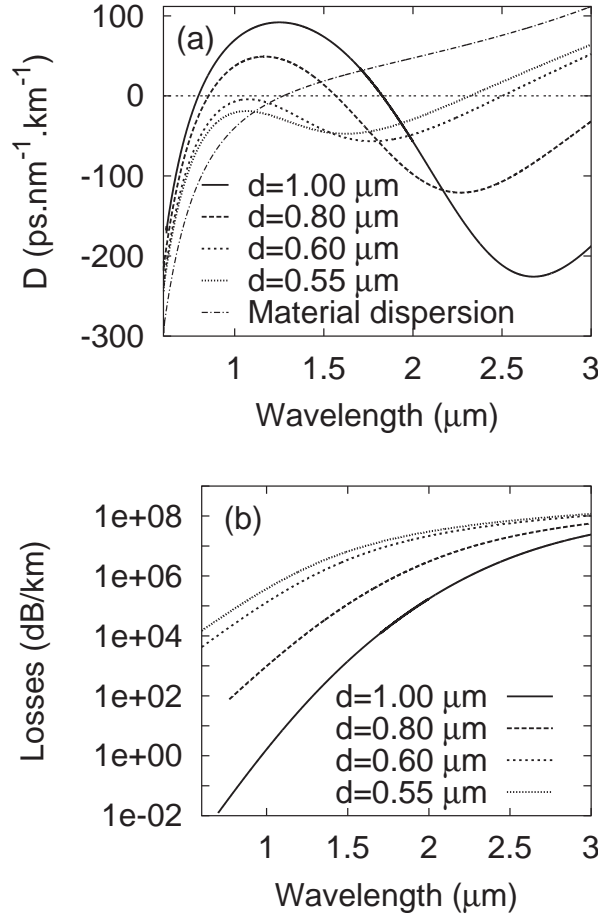 (a)
100
0
-100
-200
-300
D (ps.nm-1.km-1)
d=1.00 μm
d=0.80 μm
d=0.60 μm
d=0.55 μm
Material dispersion
1 1.5 2 2.5 3
Wavelength (μm)
(b)
1e+08
1e+06
1e+04
1e+02
1e+00
1e-02
Losses (dB/km)
d=1.00 μm
d=0.80 μm
d=0.60 μm
d=0.55 μm
1 1.5 2 2.5 3
Wavelength (μm)